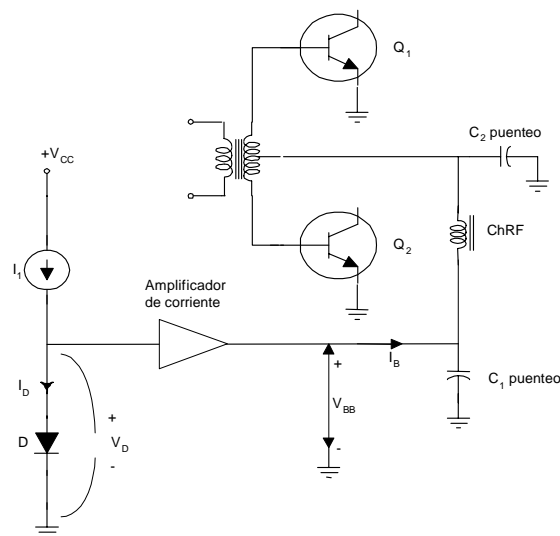 Q1
C2 puenteo
+VCC
ChRF
Q2
I1
Amplificador
de corriente
IB
C1 puenteo
ID
+
+
VBB
D
VD
-
-